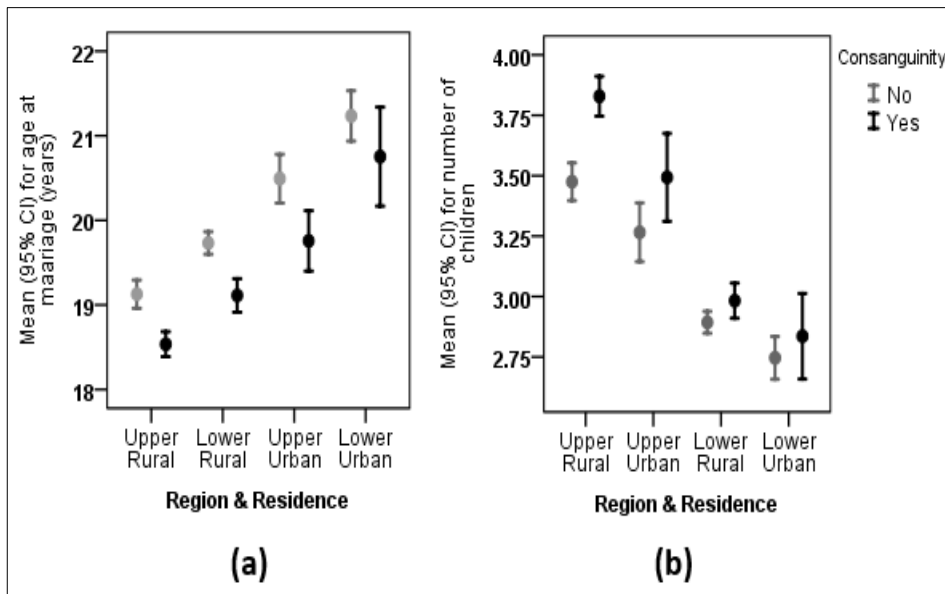 22
21
20
19
18
Mean (95% CI) for age at
maariage (years)
Upper
Rural
Lower
Rural
Upper
Urban
Lower
Urban
Region & Residence
(a)
4.00
3.75
3.50
3.25
3.00
2.75
Mean (95% CI) for number of
children
Upper
Rural
Upper
Urban
Lower
Rural
Lower
Urban
Region & Residence
(b)
Consanguinity
No
Yes